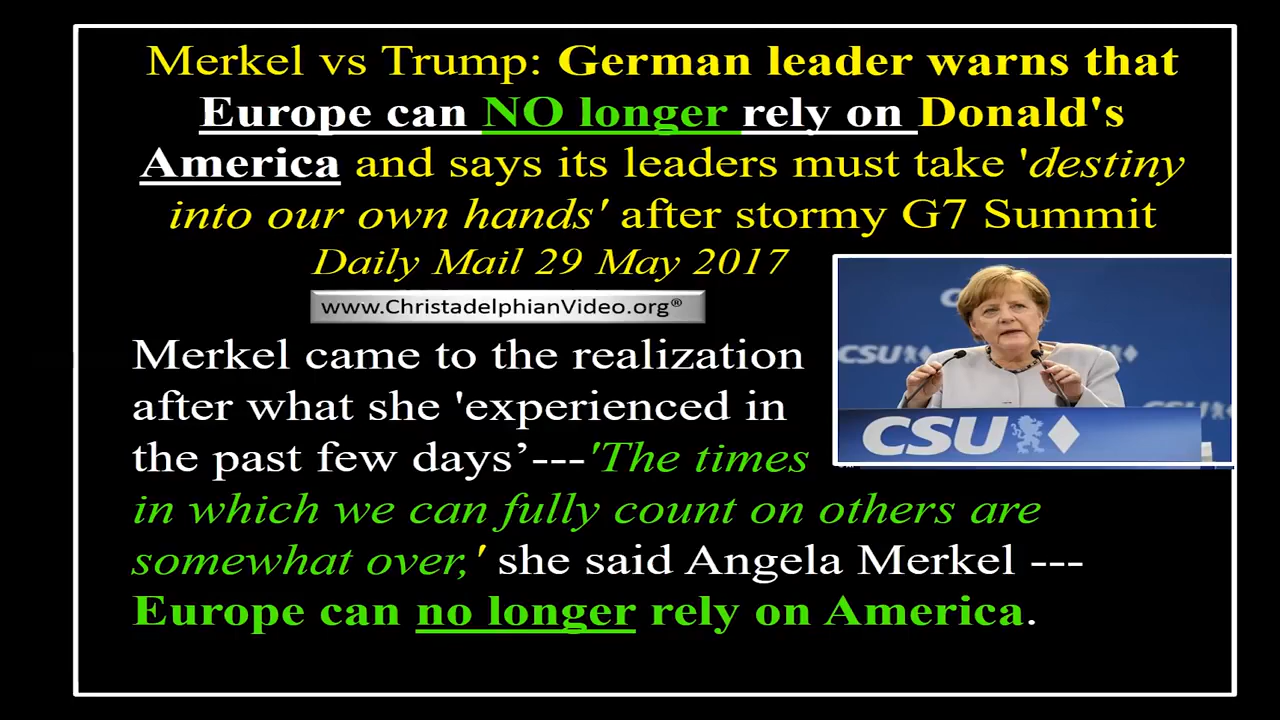 Merkel vs Trump: German leader warns that
Europe can NO longer rely on Donald's
America and says its leaders must take 'destiny
into our own hands' after stormy G7 Summit
Daily Mail 29 May 2017
www.ChristadelphianVideo.org®
Merkel came to the realization
after what she 'experienced in
the past few days’---'The times
in which we can fully count on others are
somewhat over,' she said Angela Merkel ---
Europe can no longer rely on America.
CSU
CSU
CSU